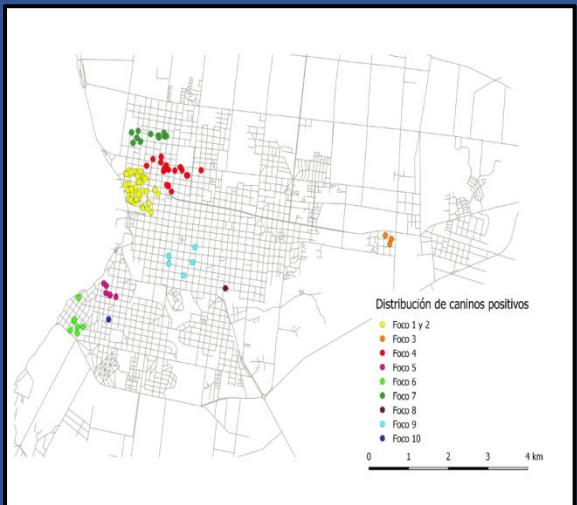 Distribución de caninos positivos
Foco 1 y 2
Foco 3
Foco 4
Foco 5
Foco 6
Foco 7
Foco 8
Foco 9
Foco 10
0 1 2 3 4 km